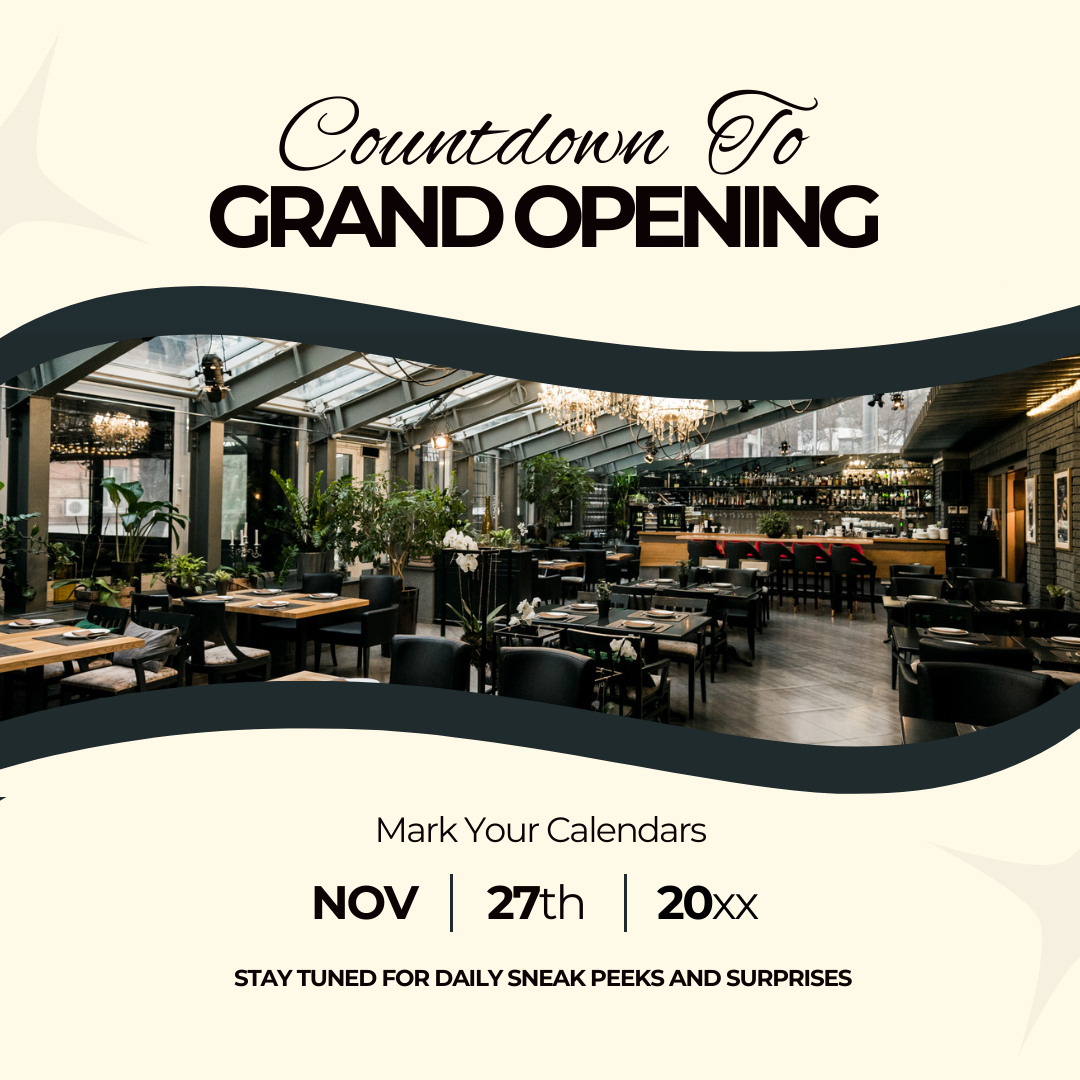 Countdown To
GRAND OPENING
Mark Your Calendars
NOV | 27th | 20xx
STAY TUNED FOR DAILY SNEAK PEEKS AND SURPRISES